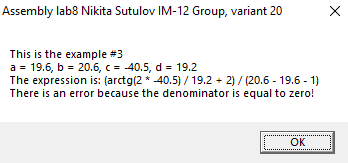 Assembly lab8 Nikita Sutulov IM-12 Group, variant 20
This is the example #3
a = 19.6, b = 20.6, c = -40.5, d = 19.2
The expression is: (arctg(2 * -40.5) / 19.2 + 2) / (20.6 - 19.6 - 1)
There is an error because the denominator is equal to zero!
OK